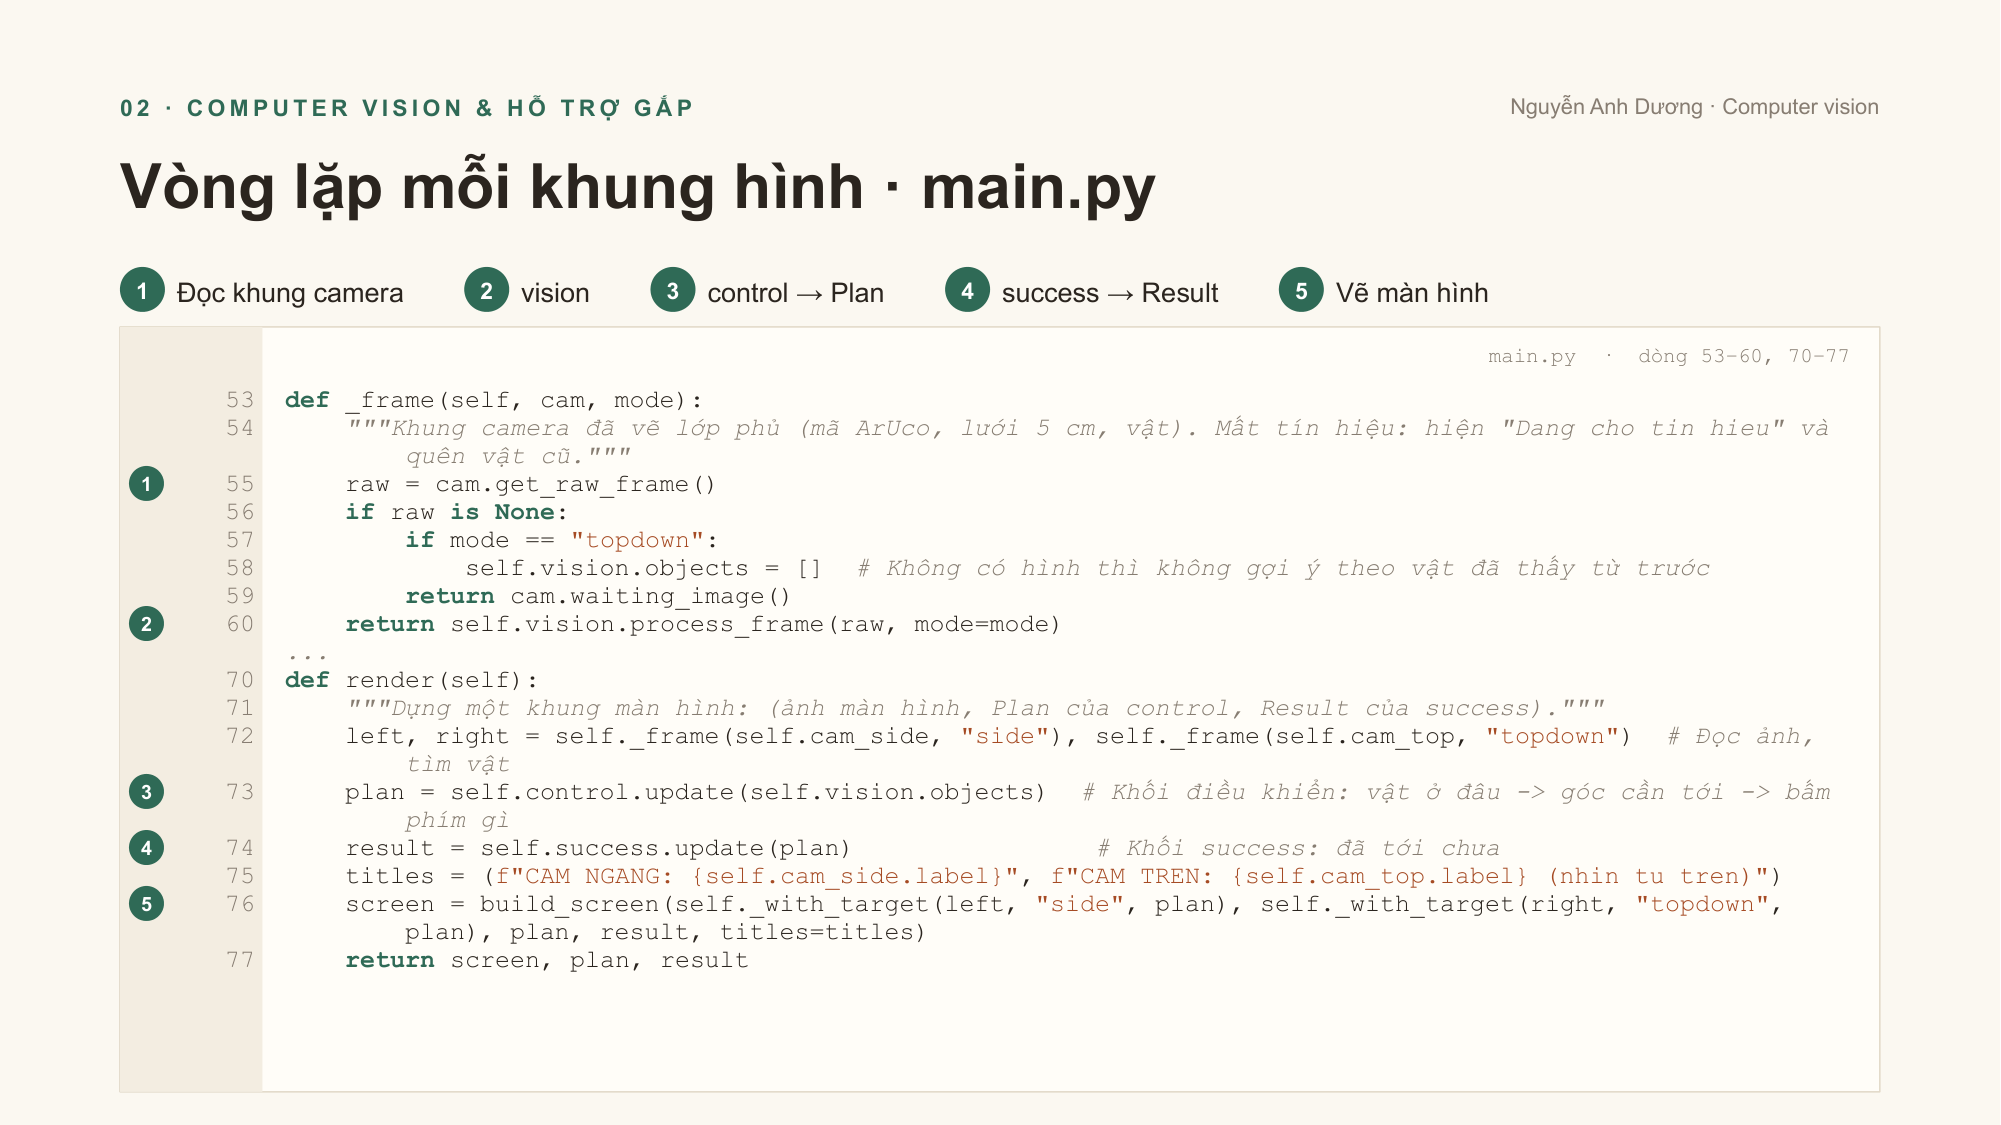 02 · COMPUTER VISION & HỖ TRỢ GẮP
Nguyễn Anh Dương · Computer vision
Vòng lặp mỗi khung hình · main.py
1 Đọc khung camera 2 vision 3 control → Plan 4 success → Result 5 Vẽ màn hình
main.py · dòng 53–60, 70–77
53 def _frame(self, cam, mode):
54 """Khung camera đã vẽ lớp phủ (mã ArUco, lưới 5 cm, vật). Mất tín hiệu: hiện "Dang cho tin hieu" và
quên vật cũ."""
1 55 raw = cam.get_raw_frame()
56 if raw is None:
57 if mode == "topdown":
58 self.vision.objects = [] # Không có hình thì không gợi ý theo vật đã thấy từ trước
59 return cam.waiting_image()
2 60 return self.vision.process_frame(raw, mode=mode)
...
70 def render(self):
71 """Dựng một khung màn hình: (ảnh màn hình, Plan của control, Result của success)."""
72 left, right = self._frame(self.cam_side, "side"), self._frame(self.cam_top, "topdown") # Đọc ảnh,
tìm vật
3 73 plan = self.control.update(self.vision.objects) # Khối điều khiển: vật ở đâu -> góc cần tới -> bấm
phím gì
4 74 result = self.success.update(plan) # Khối success: đã tới chưa
75 titles = (f"CAM NGANG: {self.cam_side.label}", f"CAM TREN: {self.cam_top.label} (nhin tu tren)")
5 76 screen = build_screen(self._with_target(left, "side", plan), self._with_target(right, "topdown",
plan), plan, result, titles=titles)
77 return screen, plan, result